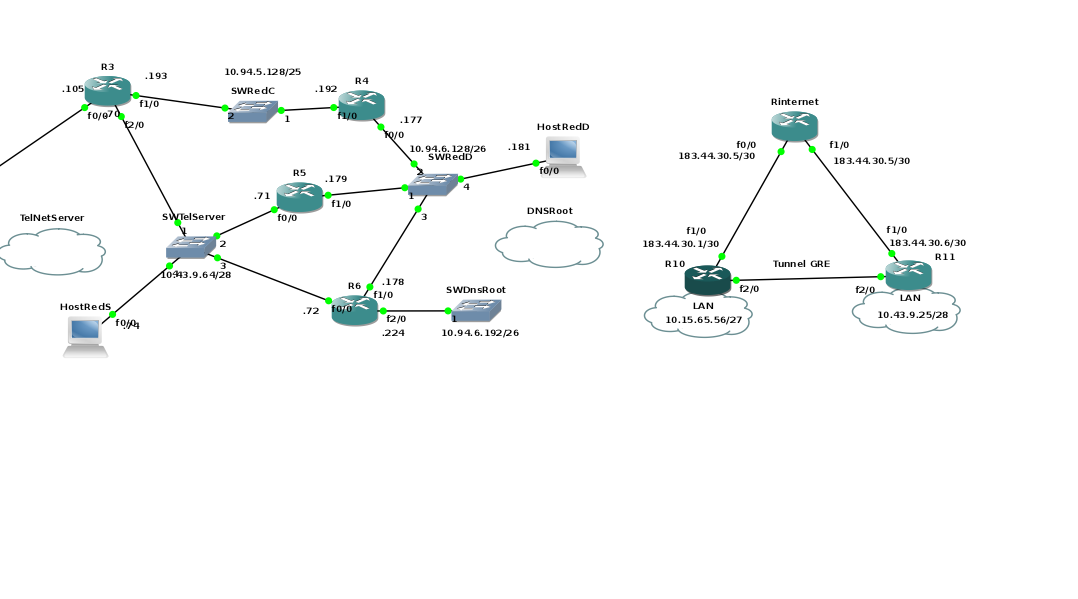 R3
.193
.105
f0/0
.70
f1/0
f2/0
10.94.5.128/25
SWRedC
2
1
R4
.192
f1/0
.177
f0/0
10.94.6.128/26
SWRedD
2
1
3
4
HostRedD
.181
f0/0
R5
.179
.71
f1/0
f0/0
TelNetServer
SWTelServer
1
2
3
4
10.43.9.64/28
HostRedS
f0/0
.74
DNSRoot
R6
.178
f1/0
.72
f0/0
f2/0
.224
SWDnsRoot
1
10.94.6.192/26
Rinternet
f0/0
183.44.30.5/30
f1/0
183.44.30.5/30
f1/0
183.44.30.1/30
f1/0
183.44.30.6/30
R10
Tunnel GRE
R11
f2/0
f2/0
LAN
10.15.65.56/27
LAN
10.43.9.25/28